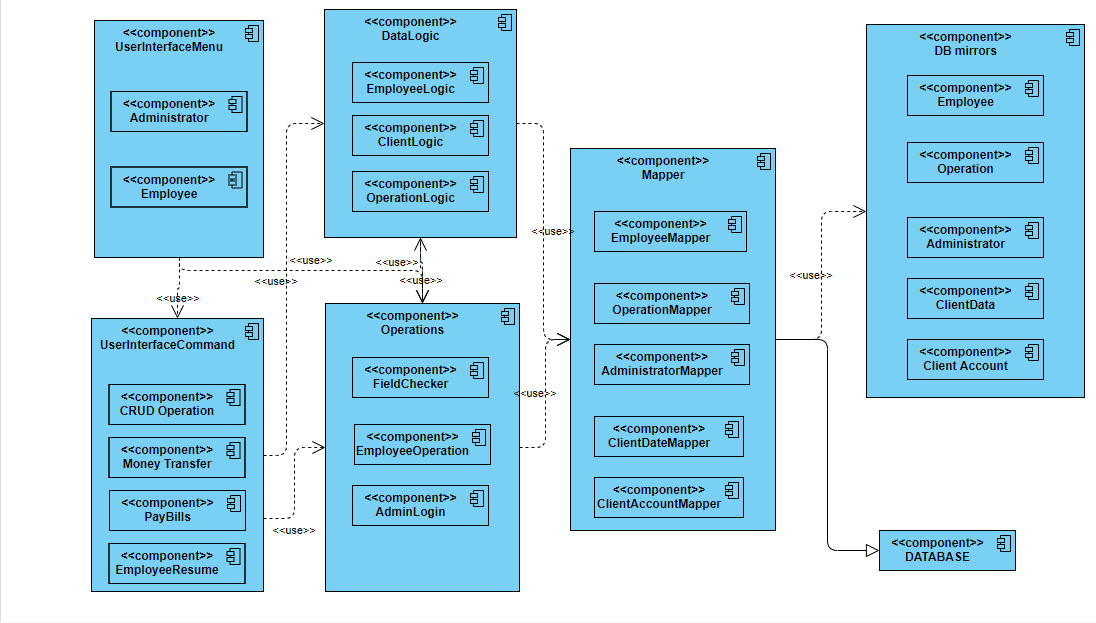 <<component>>
UserInterfaceMenu
<<component>>
Administrator
<<component>>
Employee
<<component>>
DataLogic
<<component>>
EmployeeLogic
<<component>>
ClientLogic
<<component>>
OperationLogic
<<use>>
<<use>>
<<use>>
<<use>>
<<use>>
<<component>>
UserInterfaceCommand
<<component>>
CRUD Operation
<<component>>
Money Transfer
<<component>>
PayBills
<<component>>
EmployeeResume
<<component>>
Operations
<<component>>
FieldChecker
<<component>>
EmployeeOperation
<<component>>
AdminLogin
<<use>>
<<use>>
<<use>>
<<component>>
Mapper
<<component>>
EmployeeMapper
<<component>>
OperationMapper
<<component>>
AdministratorMapper
<<component>>
ClientDateMapper
<<component>>
ClientAccountMapper
<<use>>
<<component>>
DB mirrors
<<component>>
Employee
<<component>>
Operation
<<component>>
Administrator
<<component>>
ClientData
<<component>>
Client Account
<<component>>
DATABASE